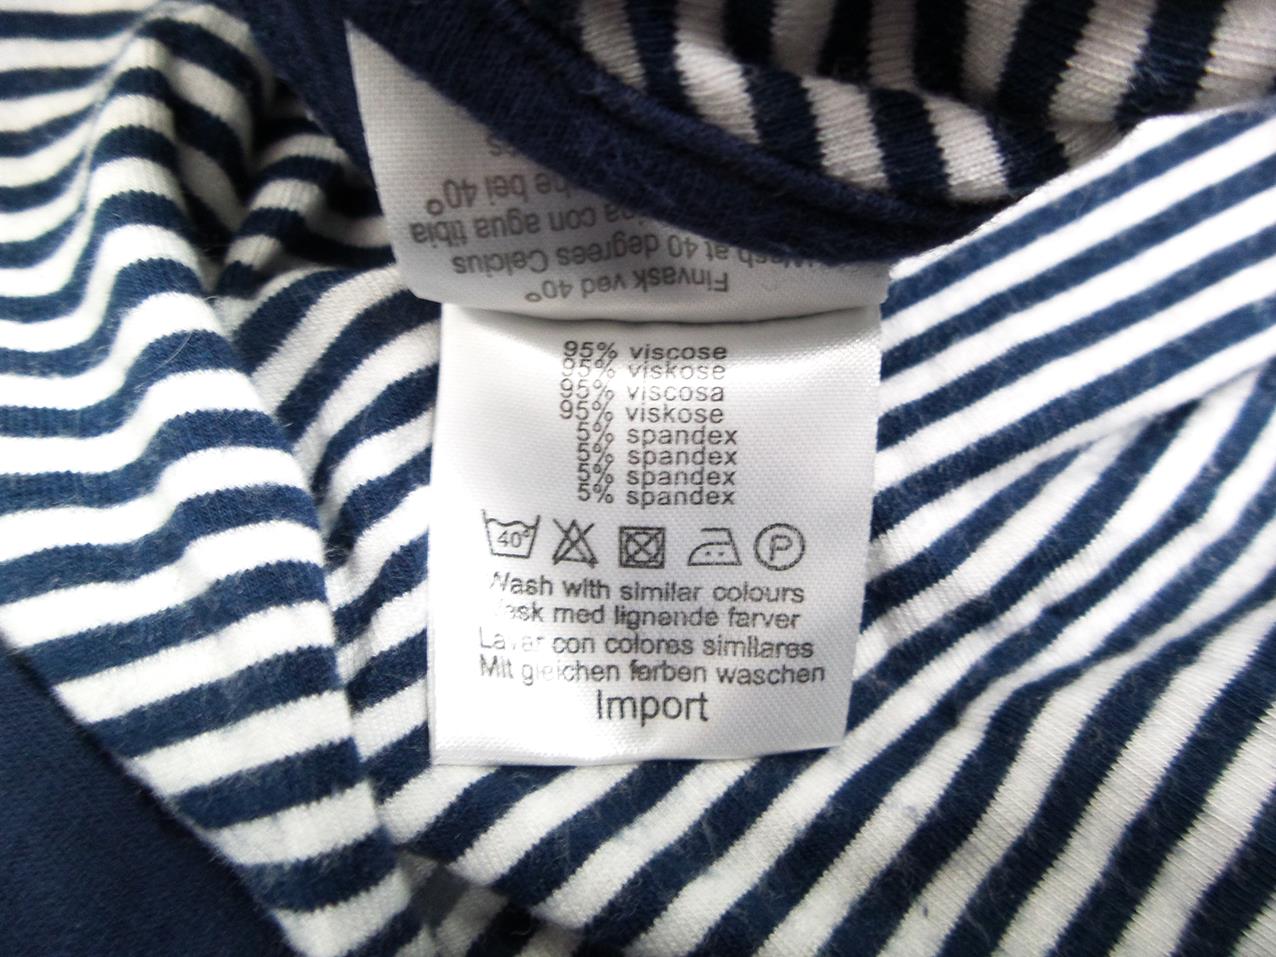 95% viscose
95% viskose
95% viscosa
95% viskose
5% spandex
5% spandex
5% spandex
5% spandex
40°
P
Wash with similar colours
Vask med lignende farver
Lavar con colores similares
Mit gleichen farben waschen
Import
Finvask ved 40°
Wash at 40 degrees Celcius
con agua tibia
bei 40°